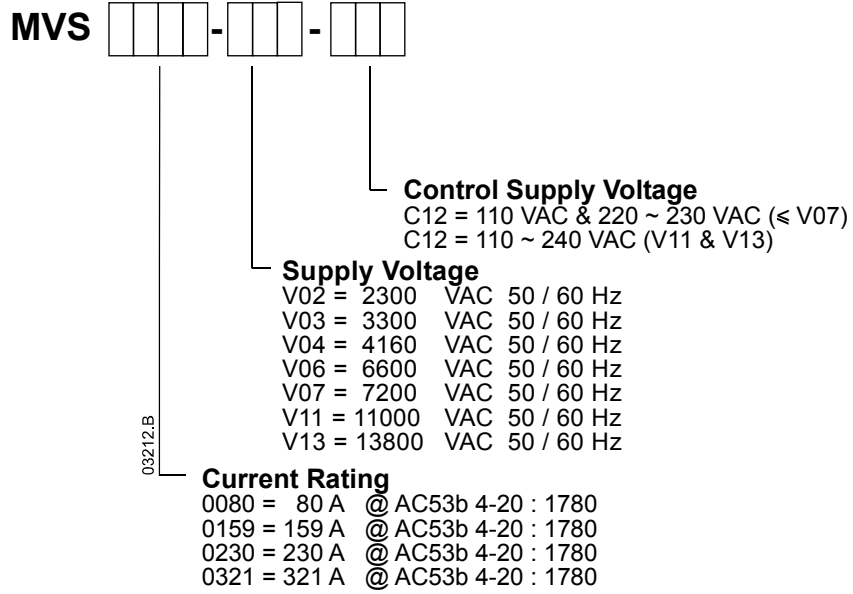 MVS - -
Control Supply Voltage
C12 = 110 VAC & 220 ~ 230 VAC (≤ V07)
C12 = 110 ~ 240 VAC (V11 & V13)
Supply Voltage
V02 = 2300 VAC 50 / 60 Hz
V03 = 3300 VAC 50 / 60 Hz
V04 = 4160 VAC 50 / 60 Hz
V06 = 6600 VAC 50 / 60 Hz
V07 = 7200 VAC 50 / 60 Hz
V11 = 11000 VAC 50 / 60 Hz
V13 = 13800 VAC 50 / 60 Hz
03212.B
Current Rating
0080 = 80 A @ AC53b 4-20 : 1780
0159 = 159 A @ AC53b 4-20 : 1780
0230 = 230 A @ AC53b 4-20 : 1780
0321 = 321 A @ AC53b 4-20 : 1780